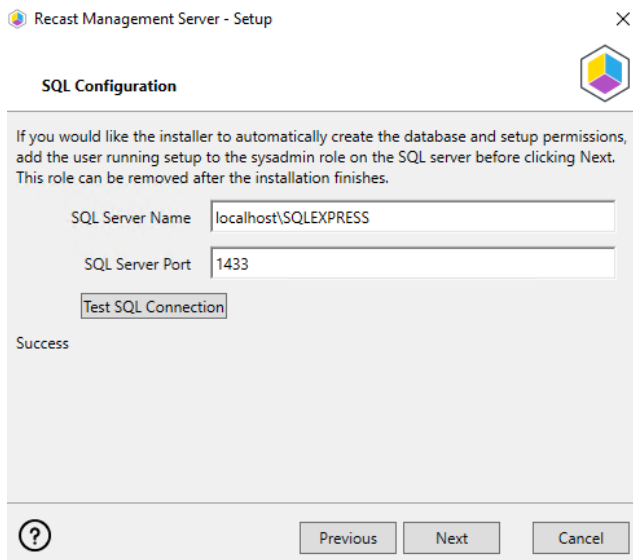 Recast Management Server - Setup
SQL Configuration
If you would like the installer to automatically create the database and setup permissions,
add the user running setup to the sysadmin role on the SQL server before clicking Next.
This role can be removed after the installation finishes.
SQL Server Name localhost\SQLEXPRESS
SQL Server Port 1433
Test SQL Connection
Success
? Previous Next Cancel